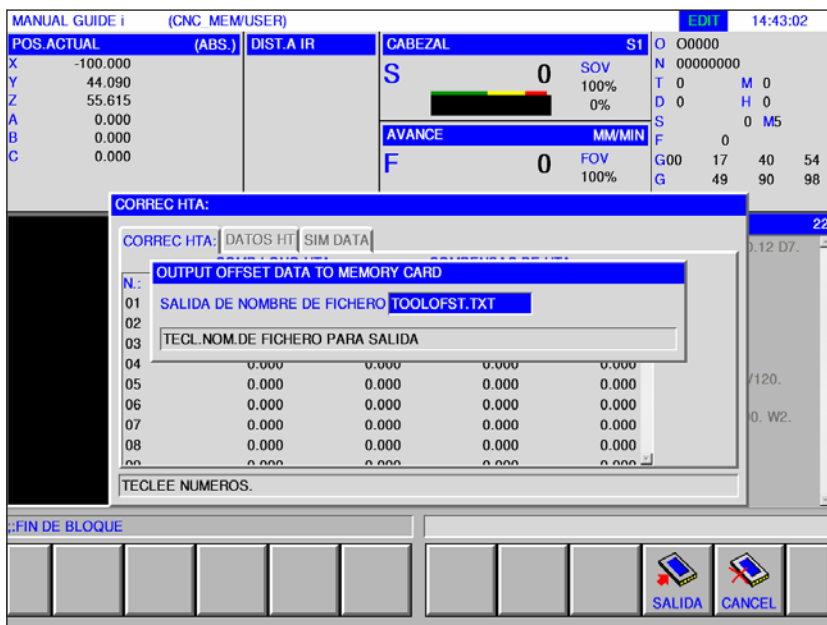 MANUAL GUIDE i (CNC_MEM/USER) EDIT 14:43:02
POS.ACTUAL (ABS.) DIST.A IR CABEZAL S1 O O0000
X -100.000 N 00000000
Y 44.090 S 0 SOV 100% T 0 M 0
Z 55.615 0% D 0 H 0
A 0.000 S 0 M5
B 0.000 AVANCE MM/MIN F 0
C 0.000 F 0 FOV 100% G00 17 40 54
G 49 90 98
CORREC HTA:
22
CORREC HTA: DATOS HT SIM DATA
0.12 D7.
OUTPUT OFFSET DATA TO MEMORY CARD
N.:
01 SALIDA DE NOMBRE DE FICHERO TOOLOFST.TXT
02
03 TECL.NOM.DE FICHERO PARA SALIDA
04 0.000 0.000 0.000 0.000
05 0.000 0.000 0.000 0.000 /120.
06 0.000 0.000 0.000 0.000
07 0.000 0.000 0.000 0.000 0. W2.
08 0.000 0.000 0.000 0.000
TECLEE NUMEROS.
;:FIN DE BLOQUE
SALIDA CANCEL